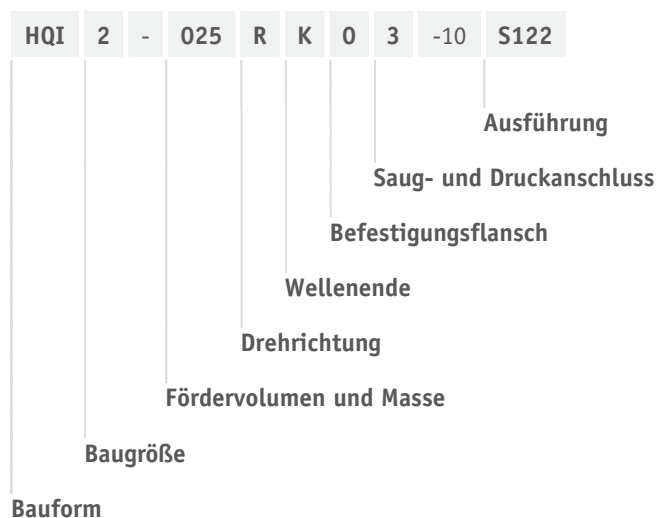 HQI 2 - 025 R K 0 3 -10 S122
Ausführung
Saug- und Druckanschluss
Befestigungsflansch
Wellenende
Drehrichtung
Fördervolumen und Masse
Baugröße
Bauform